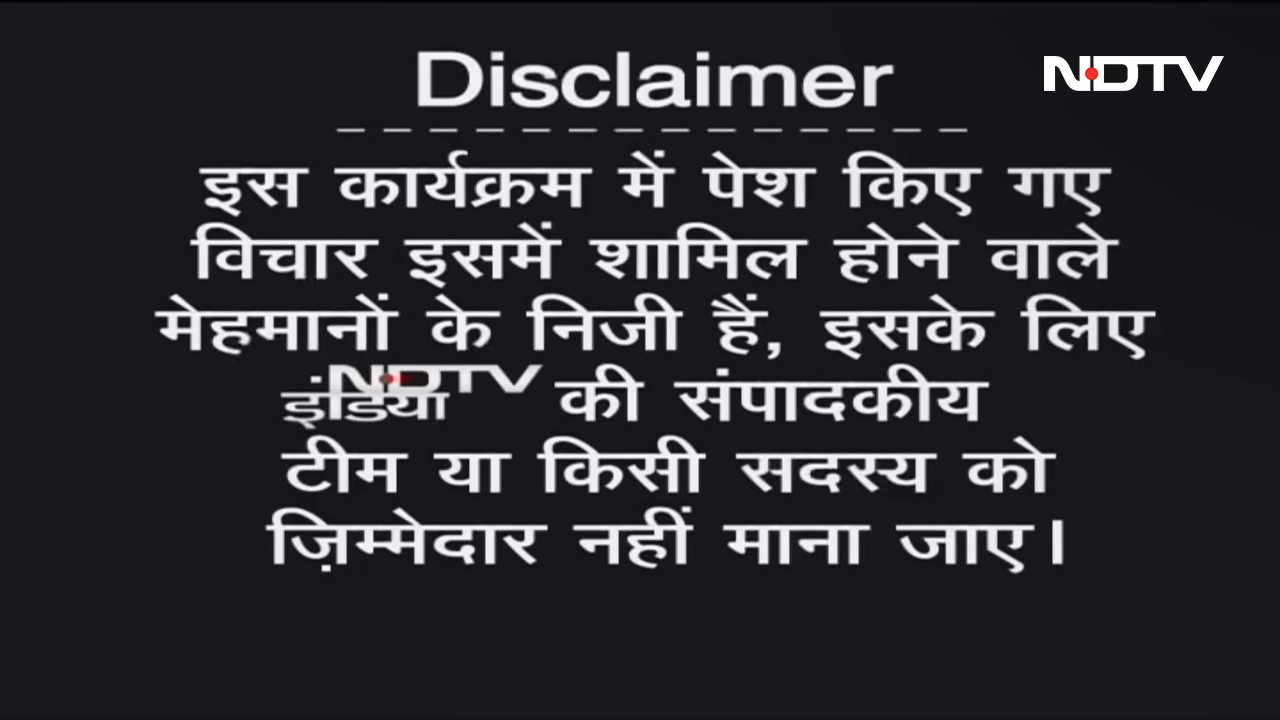 Disclaimer
NDTV
इस कार्यक्रम में पेश किए गए
विचार इसमें शामिल होने वाले
मेहमानों के निजी हैं, इसके लिए
NDTV इंडिया की संपादकीय
टीम या किसी सदस्य को
ज़िम्मेदार नहीं माना जाए।